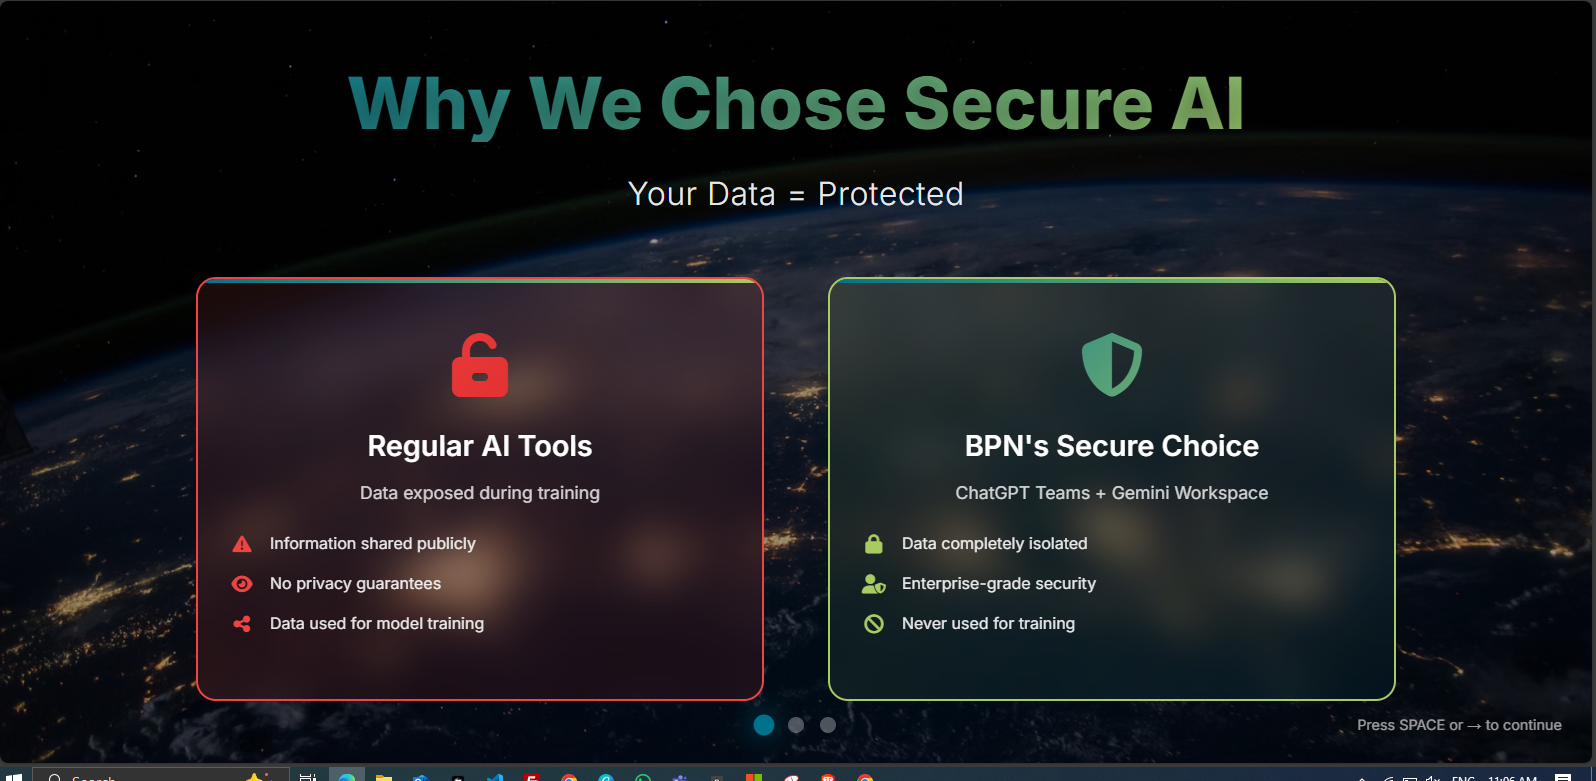 Why We Chose Secure AI
Your Data = Protected
Regular AI Tools
Data exposed during training
Information shared publicly
No privacy guarantees
Data used for model training
BPN's Secure Choice
ChatGPT Teams + Gemini Workspace
Data completely isolated
Enterprise-grade security
Never used for training
Press SPACE or → to continue
Search
ENG
11:06 AM